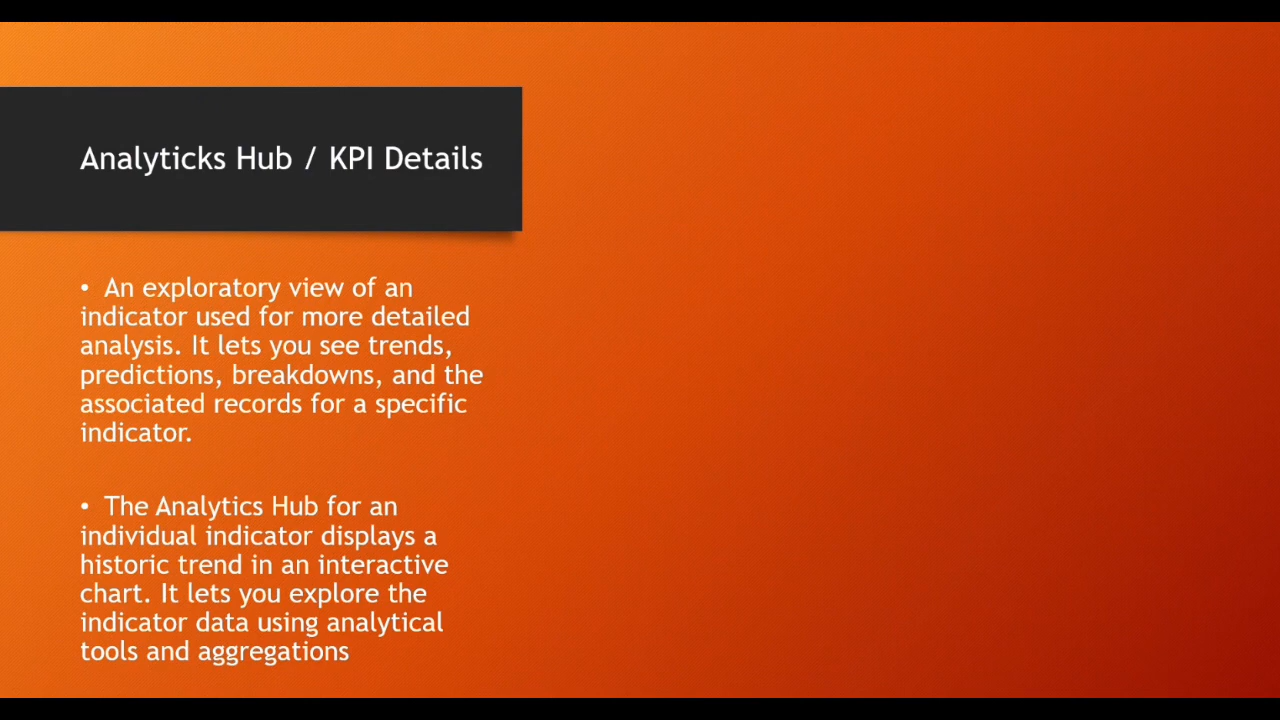 Analyticks Hub / KPI Details
• An exploratory view of an
indicator used for more detailed
analysis. It lets you see trends,
predictions, breakdowns, and the
associated records for a specific
indicator.
• The Analytics Hub for an
individual indicator displays a
historic trend in an interactive
chart. It lets you explore the
indicator data using analytical
tools and aggregations